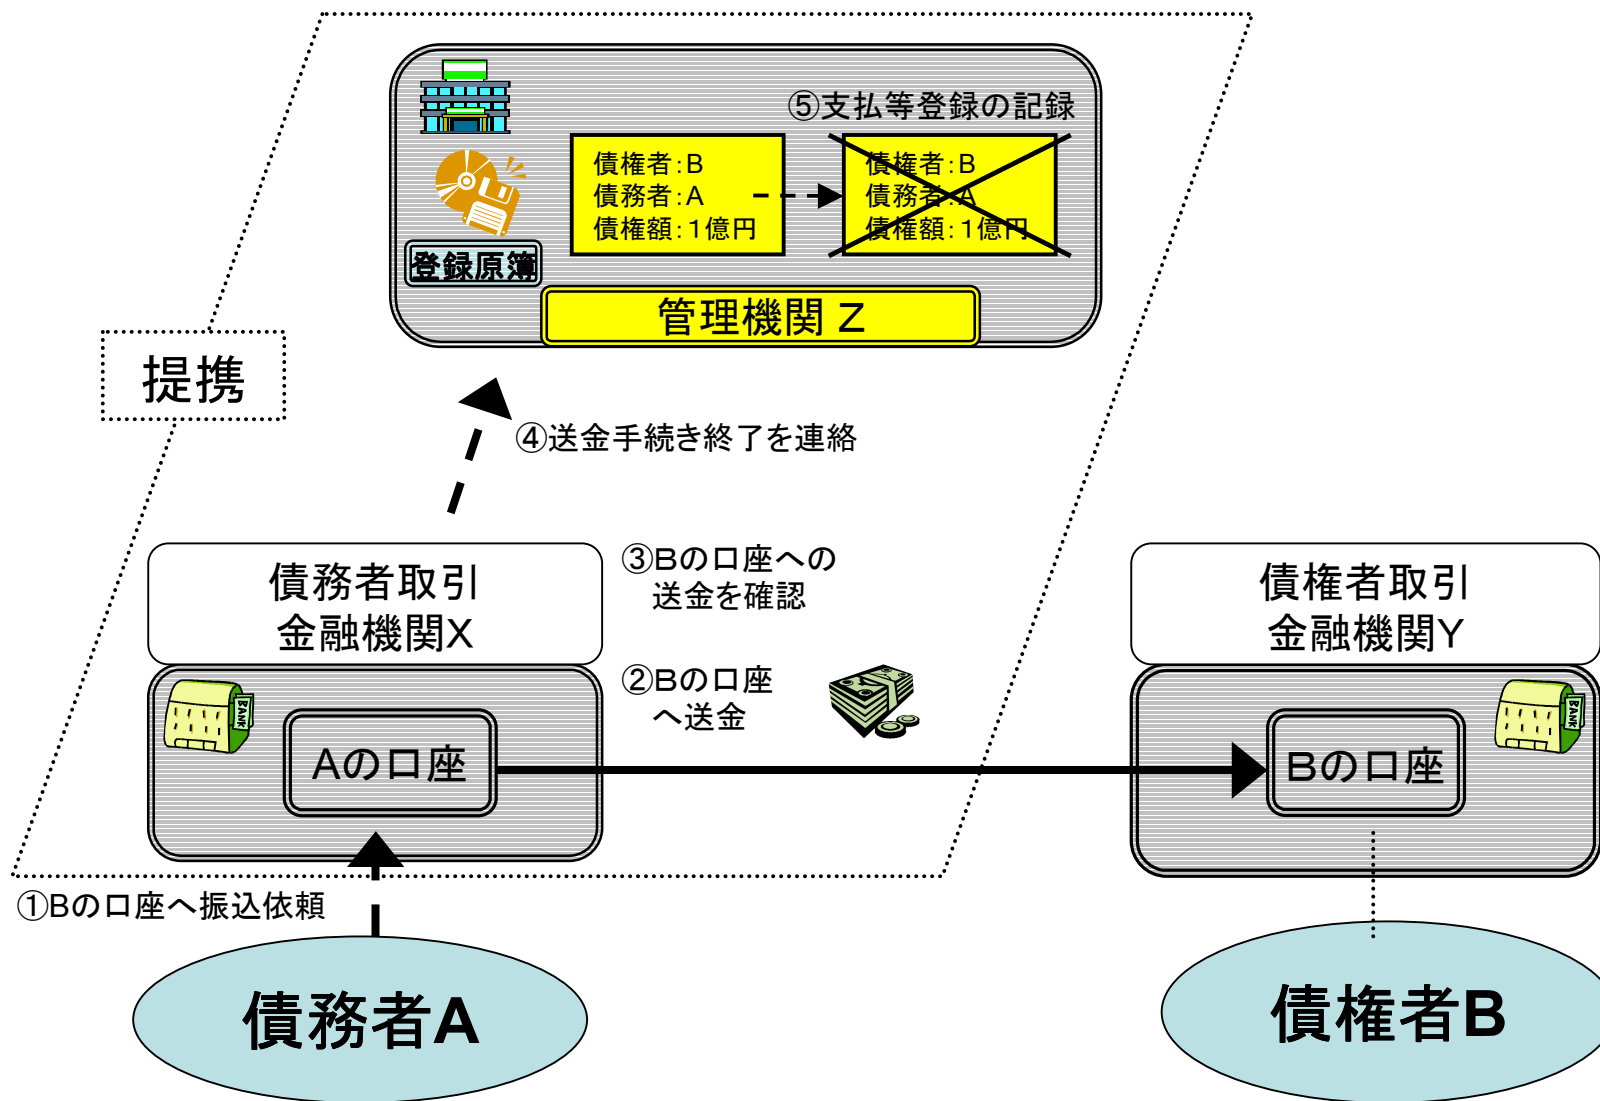 ⑤支払等登録の記録
債権者:B
債務者:A
債権額:1億円
債権者:B
債務者:A
債権額:1億円
登録原簿
管理機関 Z
提携
④送金手続き終了を連絡
債務者取引
金融機関X
③Bの口座への
送金を確認
債権者取引
金融機関Y
②Bの口座
へ送金
BANK
Aの口座
BANK
Bの口座
①Bの口座へ振込依頼
債務者A
債権者B